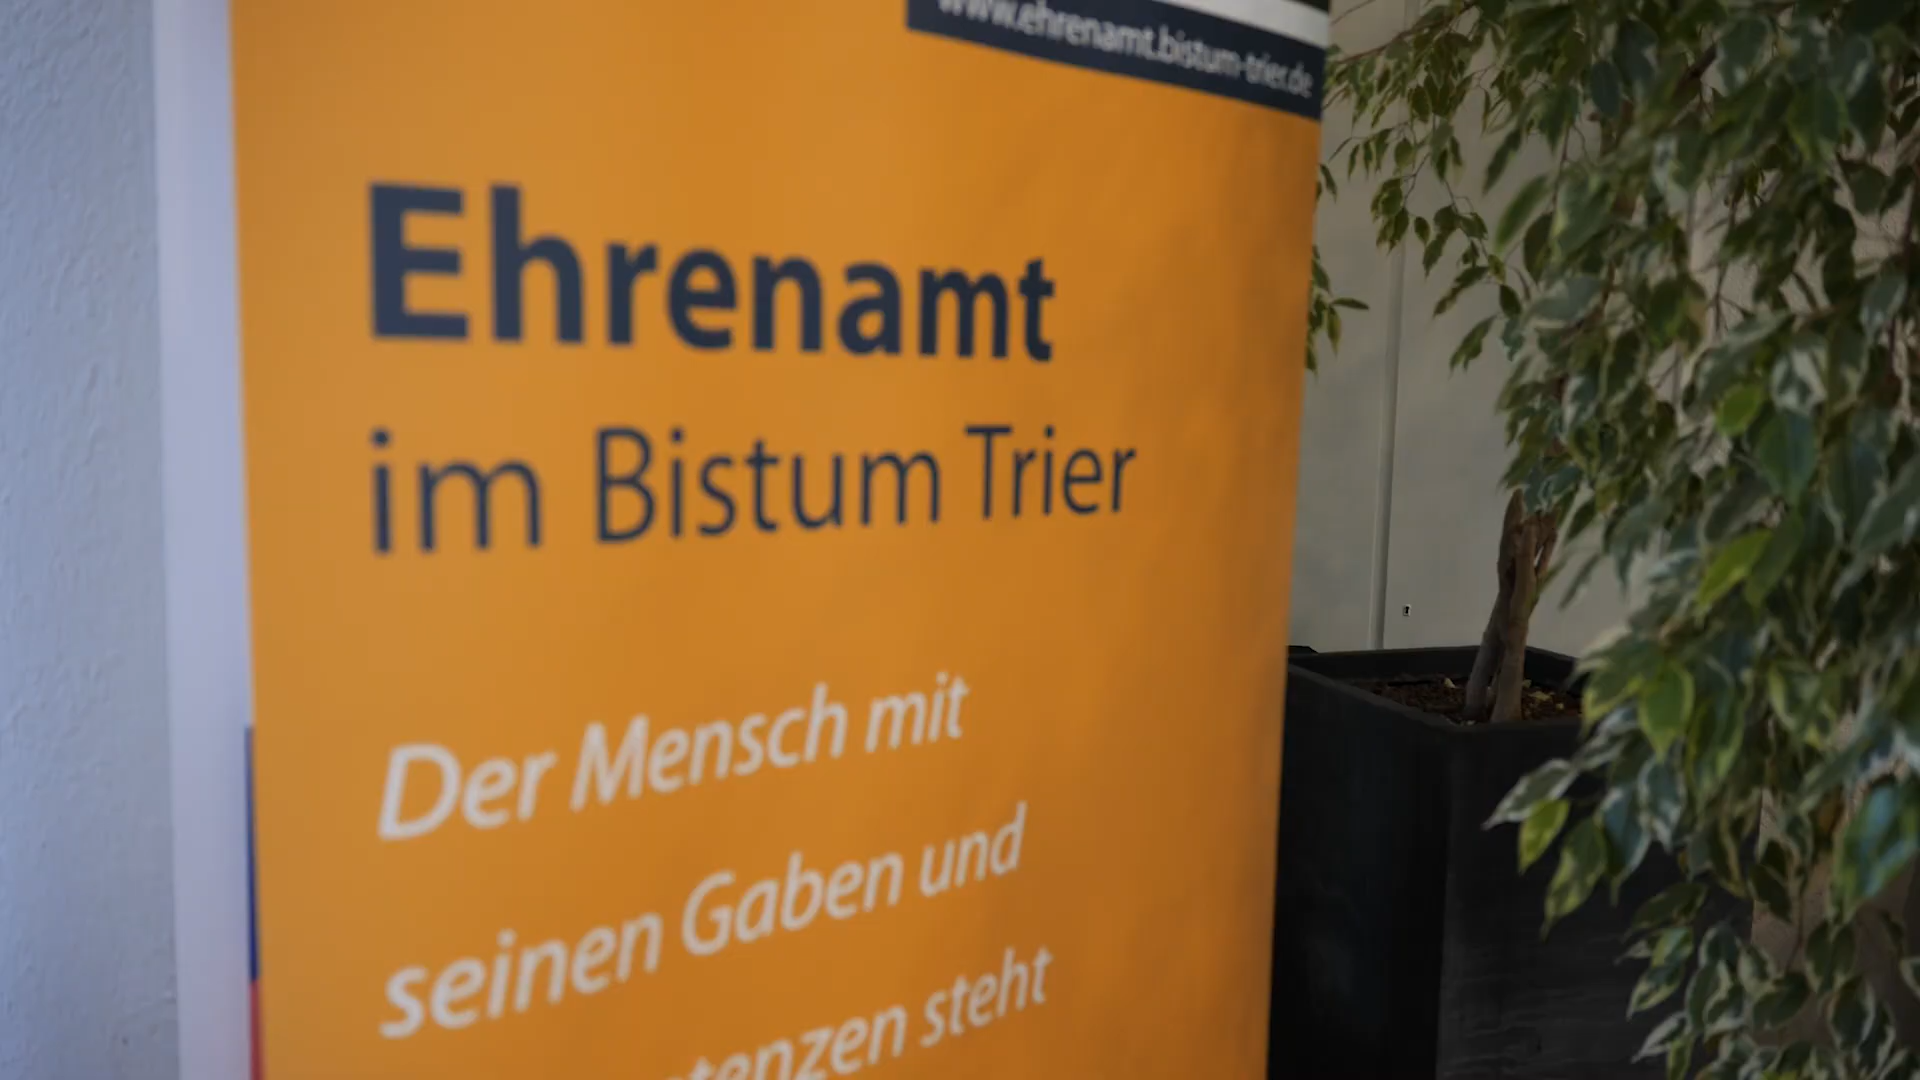 www.ehrenamt.bistum-trier.de
Ehrenamt
im Bistum Trier
Der Mensch mit
seinen Gaben und
steht